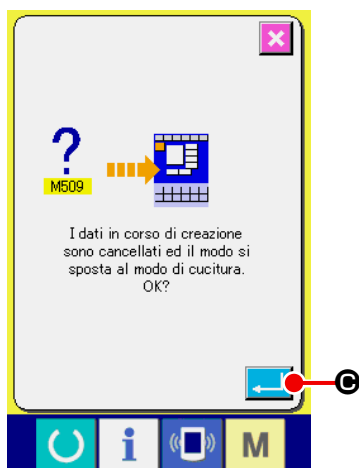 ?
M509
I dati in corso di creazione
sono cancellati ed il modo si
sposta al modo di cucitura.
OK?
C
i
M